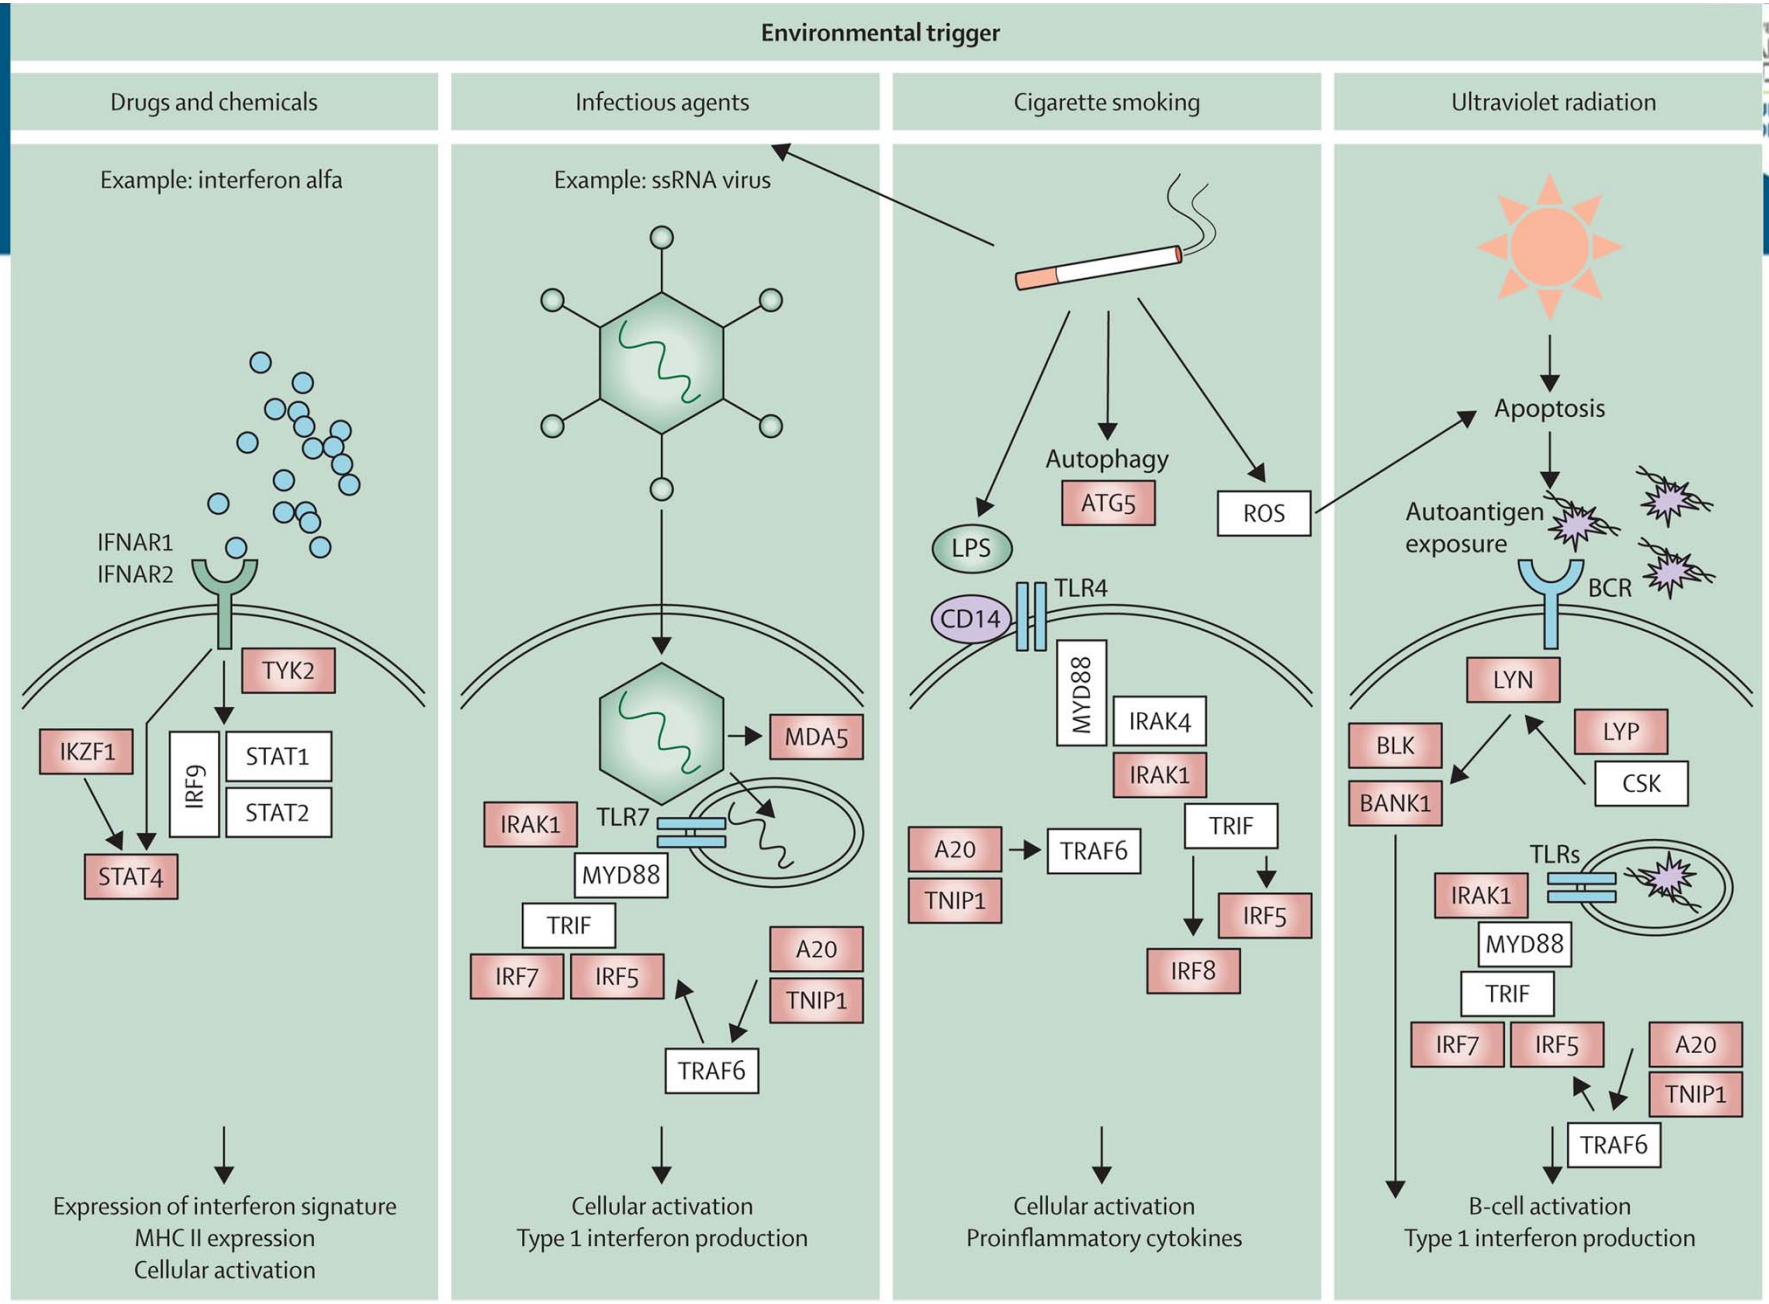 Environmental trigger
Drugs and chemicals
Infectious agents
Cigarette smoking
Ultraviolet radiation
Example: interferon alfa
IFNAR1
IFNAR2
TYK2
IKZF1
IRF9
STAT1
STAT2
STAT4
Expression of interferon signature
MHC II expression
Cellular activation
Example: ssRNA virus
MDA5
IRAK1
TLR7
MYD88
TRIF
IRF7
IRF5
A20
TNIP1
TRAF6
Cellular activation
Type 1 interferon production
Autophagy
ATG5
ROS
LPS
TLR4
CD14
MYD88
IRAK4
IRAK1
TRIF
A20
TRAF6
TNIP1
IRF5
IRF8
Cellular activation
Proinflammatory cytokines
Apoptosis
Autoantigen
exposure
BCR
LYN
BLK
LYP
BANK1
CSK
TLRs
IRAK1
MYD88
TRIF
IRF7
IRF5
A20
TNIP1
TRAF6
B-cell activation
Type 1 interferon production